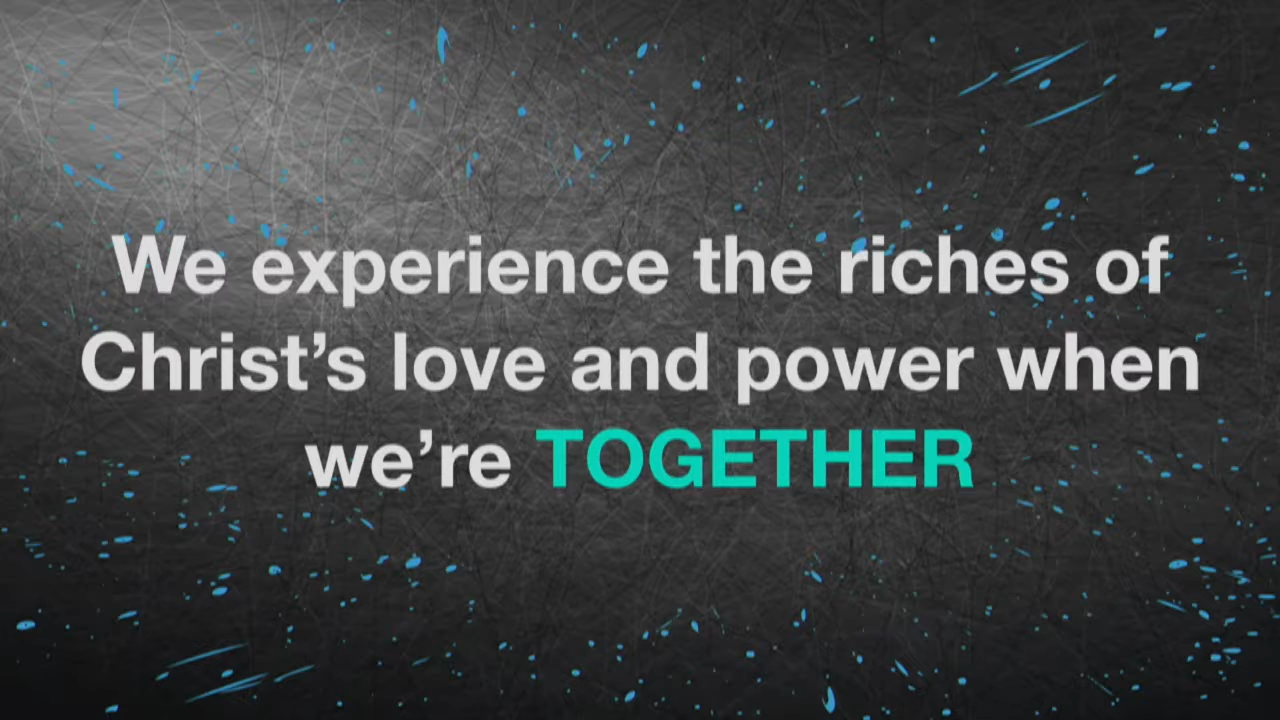 We experience the riches of
Christ’s love and power when
we’re TOGETHER